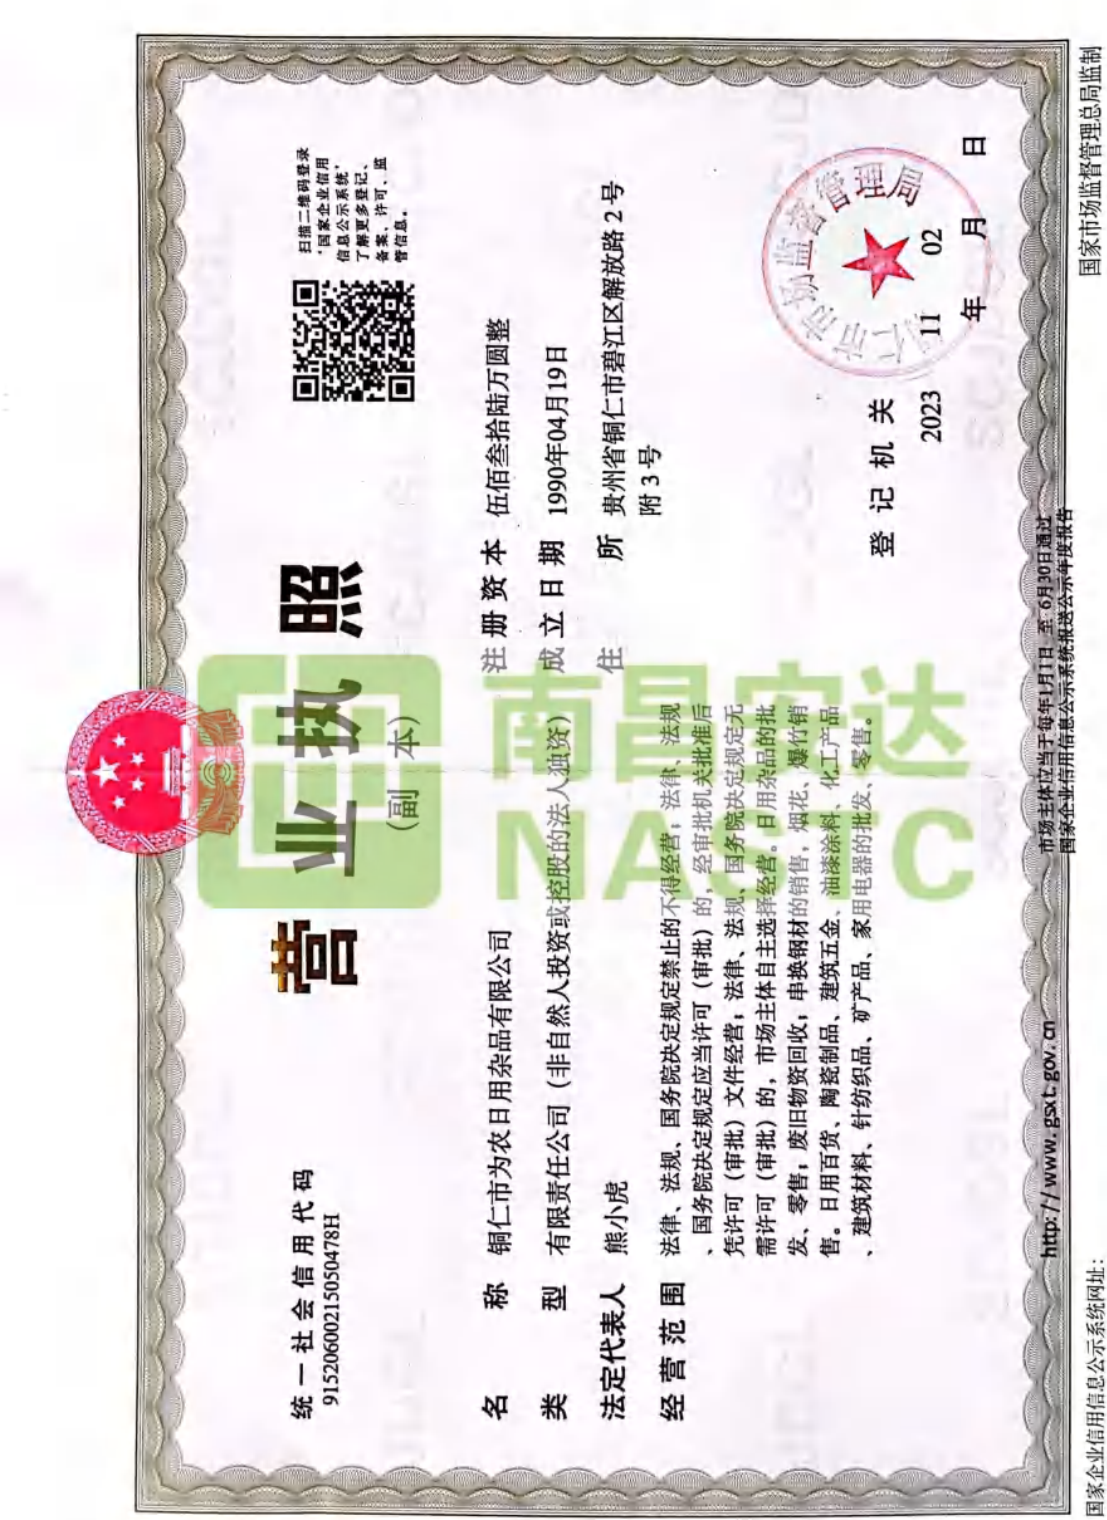 统一社会信用代码
91520600215050478H
营业执照
(副 本)
扫描二维码登录
‘国家企业信用
信息公示系统’
了解更多登记、
备案、许可、监
管信息。
名 称 铜仁市为农日用杂品有限公司
类 型 有限责任公司（非自然人投资或控股的法人独资）
法定代表人 熊小虎
经营范围 法律、法规、国务院决定规定禁止的不得经营；法律、法规
、国务院决定规定应当许可（审批）的，经审批机关批准后
凭许可（审批）文件经营；法律、法规、国务院决定规定无
需许可（审批）的，市场主体自主选择经营。日用杂品的批
发、零售；废旧物资回收；串换钢材的销售，烟花、爆竹销
售。日用百货、陶瓷制品、建筑五金、油漆涂料、化工产品
、建筑材料、针纺织品、矿产品、家用电器的批发、零售。
注册资本 伍佰叁拾陆万圆整
成立日期 1990年04月19日
住 所 贵州省铜仁市碧江区解放路2号
附3号
南昌安达
NASTC
登记机关
铜仁市市场监督管理局
2023 11 02
年 月 日
http://www.gsxt.gov.cn
市场主体应当于每年1月1日 至 6月30日通过
国家企业信用信息公示系统报送公示年度报告
国家企业信用信息公示系统网址：
国家市场监督管理总局监制